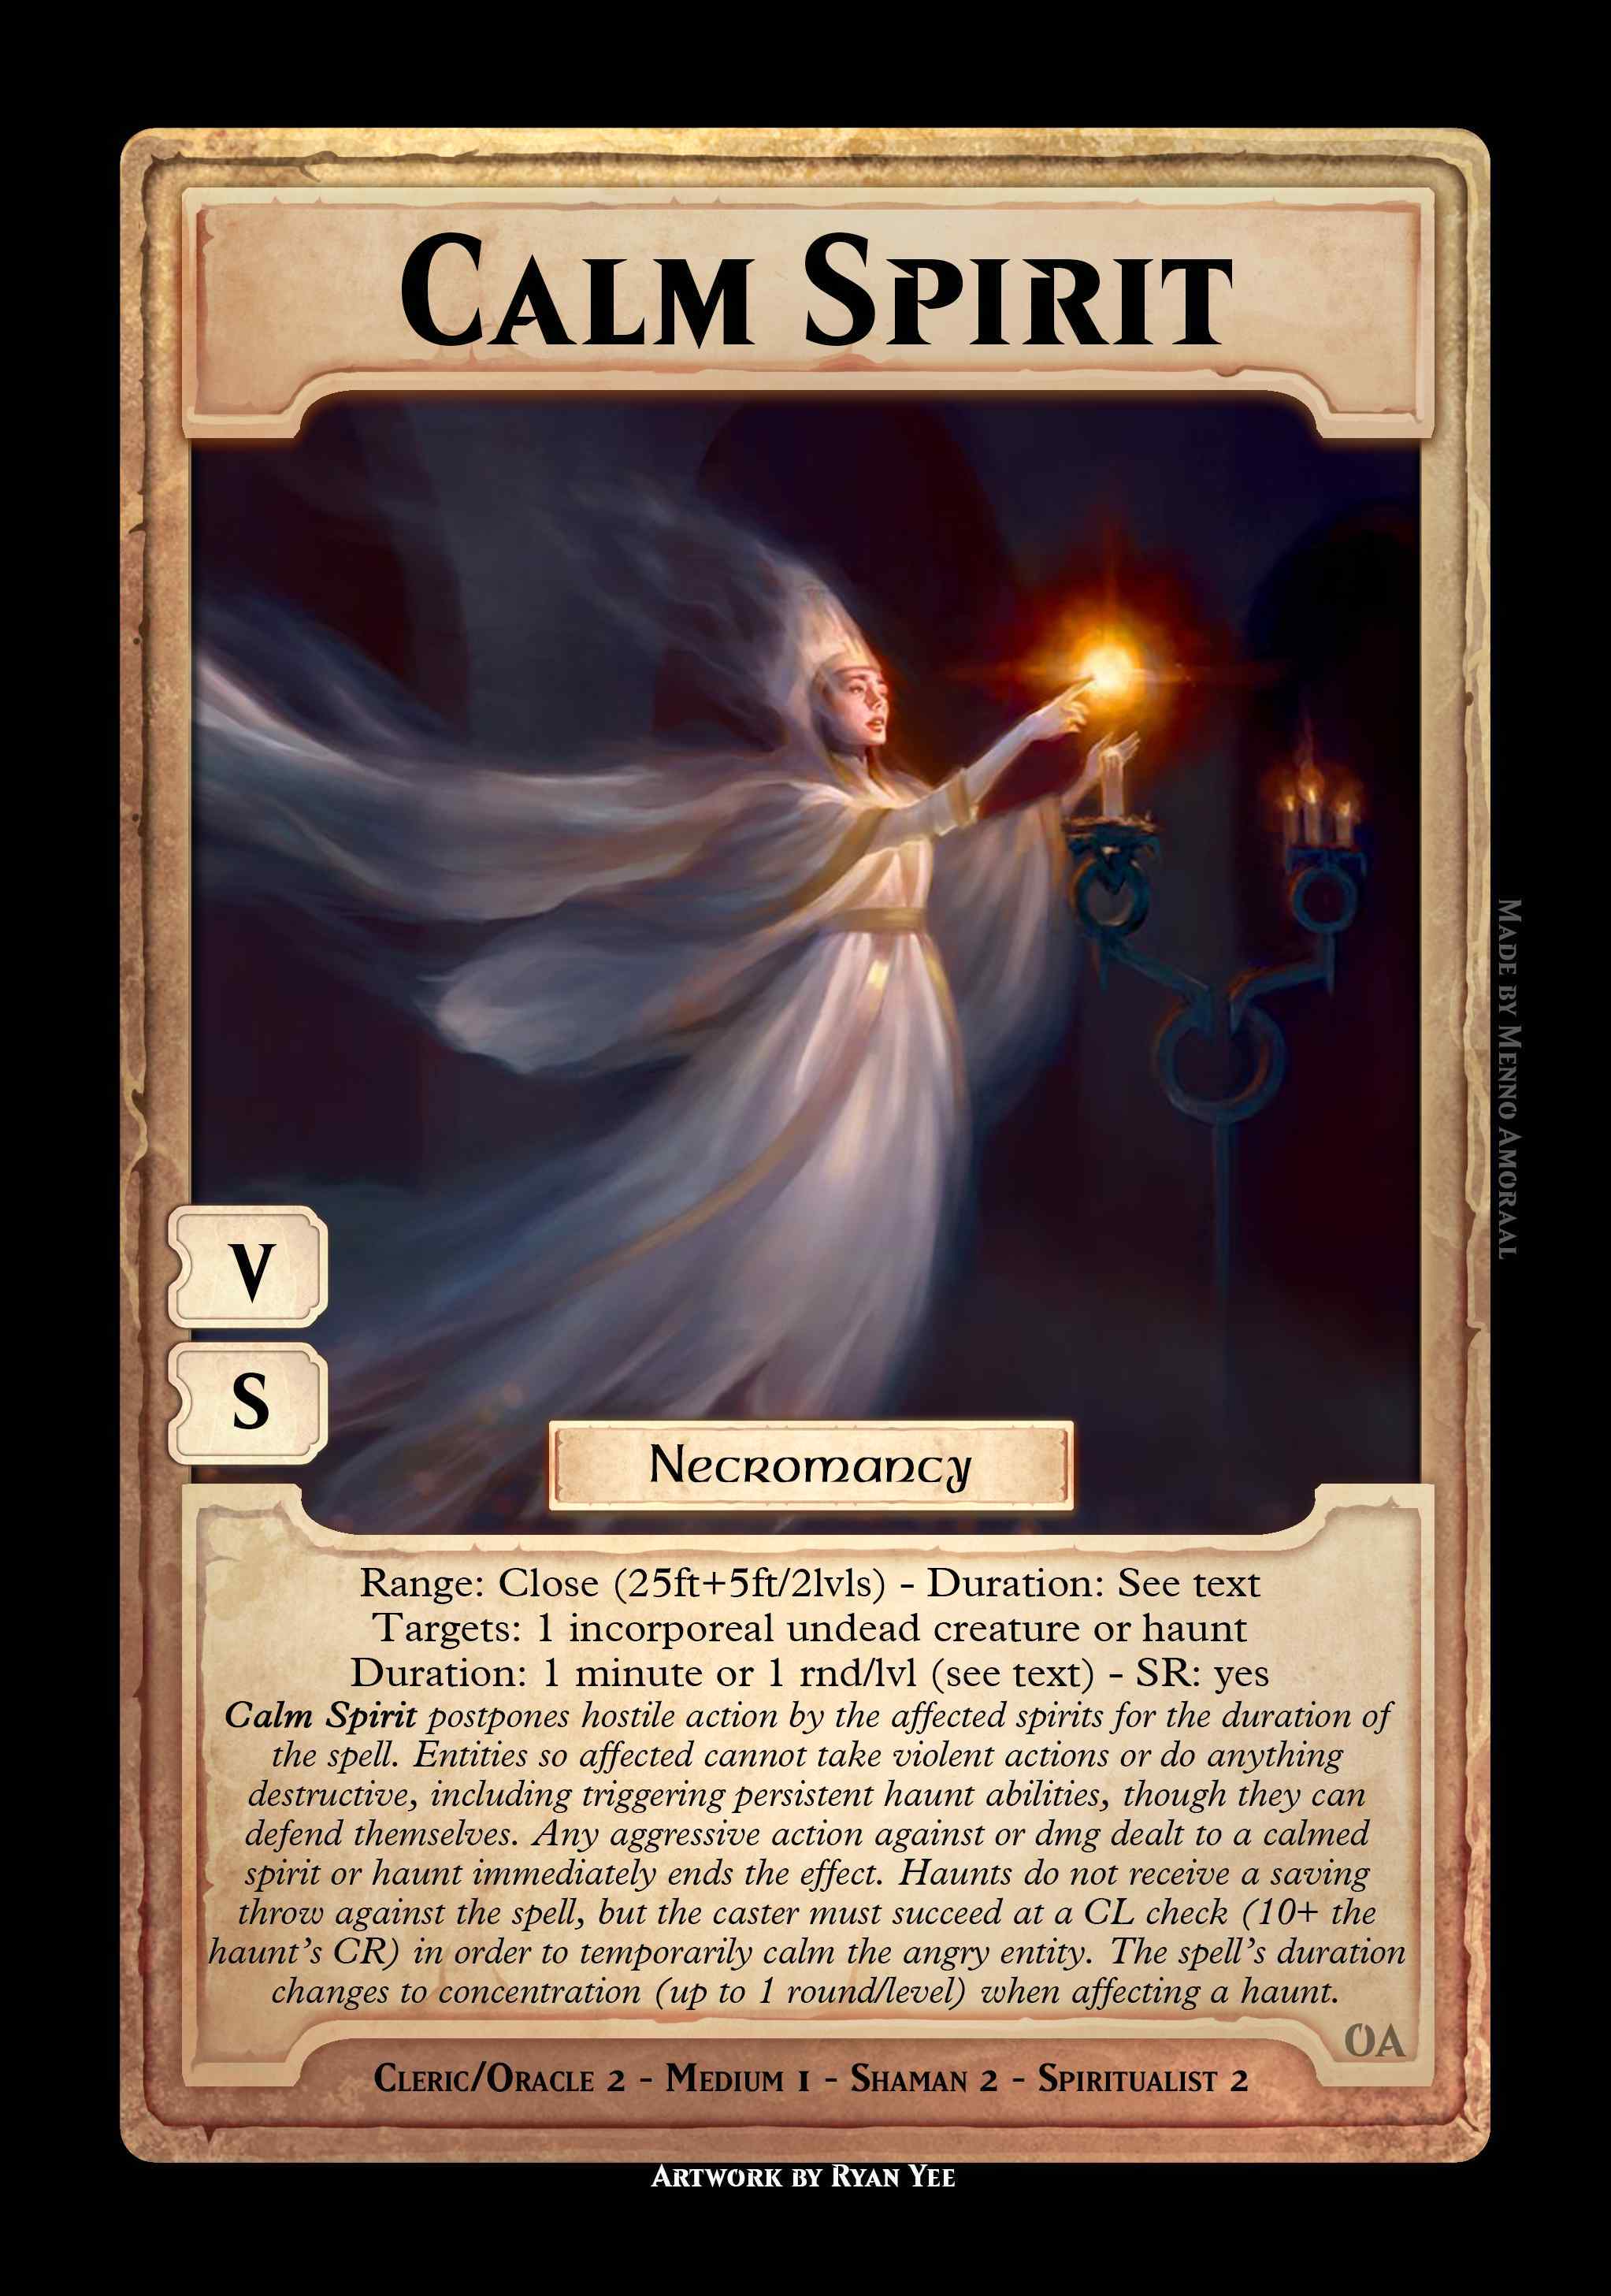 Calm Spirit
V
S
Necromancy
Range: Close (25ft+5ft/2lvls) - Duration: See text
Targets: 1 incorporeal undead creature or haunt
Duration: 1 minute or 1 rnd/lvl (see text) - SR: yes
Calm Spirit postpones hostile action by the affected spirits for the duration of
the spell. Entities so affected cannot take violent actions or do anything
destructive, including triggering persistent haunt abilities, though they can
defend themselves. Any aggressive action against or dmg dealt to a calmed
spirit or haunt immediately ends the effect. Haunts do not receive a saving
throw against the spell, but the caster must succeed at a CL check (10+ the
haunt's CR) in order to temporarily calm the angry entity. The spell's duration
changes to concentration (up to 1 round/level) when affecting a haunt.
OA
Cleric/Oracle 2 - Medium 1 - Shaman 2 - Spiritualist 2
Artwork by Ryan Yee
Made by Menno Amoraal